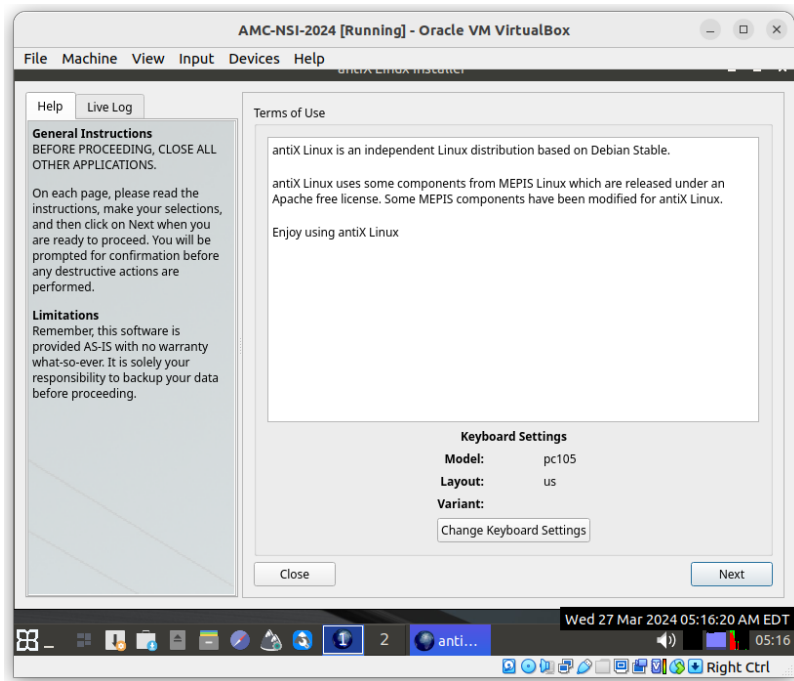 AMC-NSI-2024 [Running] - Oracle VM VirtualBox
File Machine View Input Devices Help
antiX Linux Installer
Help
Live Log
General Instructions
BEFORE PROCEEDING, CLOSE ALL
OTHER APPLICATIONS.
On each page, please read the
instructions, make your selections,
and then click on Next when you
are ready to proceed. You will be
prompted for confirmation before
any destructive actions are
performed.
Limitations
Remember, this software is
provided AS-IS with no warranty
what-so-ever. It is solely your
responsibility to backup your data
before proceeding.
Terms of Use
antiX Linux is an independent Linux distribution based on Debian Stable.
antiX Linux uses some components from MEPIS Linux which are released under an
Apache free license. Some MEPIS components have been modified for antiX Linux.
Enjoy using antiX Linux
Keyboard Settings
Model: pc105
Layout: us
Variant:
Change Keyboard Settings
Close
Next
Wed 27 Mar 2024 05:16:20 AM EDT
1
2
anti...
05:16
Right Ctrl